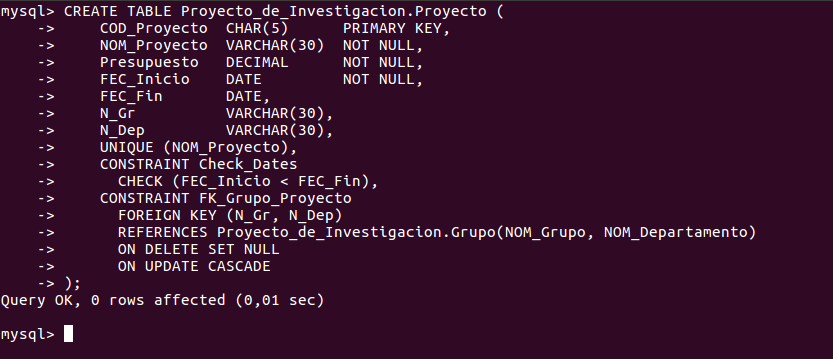 mysql> CREATE TABLE Proyecto_de_Investigacion.Proyecto (
    ->     COD_Proyecto  CHAR(5)      PRIMARY KEY,
    ->     NOM_Proyecto  VARCHAR(30)  NOT NULL,
    ->     Presupuesto   DECIMAL      NOT NULL,
    ->     FEC_Inicio    DATE         NOT NULL,
    ->     FEC_Fin       DATE,
    ->     N_Gr          VARCHAR(30),
    ->     N_Dep         VARCHAR(30),
    ->     UNIQUE (NOM_Proyecto),
    ->     CONSTRAINT Check_Dates
    ->       CHECK (FEC_Inicio < FEC_Fin),
    ->     CONSTRAINT FK_Grupo_Proyecto
    ->       FOREIGN KEY (N_Gr, N_Dep)
    ->       REFERENCES Proyecto_de_Investigacion.Grupo(NOM_Grupo, NOM_Departamento)
    ->       ON DELETE SET NULL
    ->       ON UPDATE CASCADE
    -> );
Query OK, 0 rows affected (0,01 sec)
mysql>